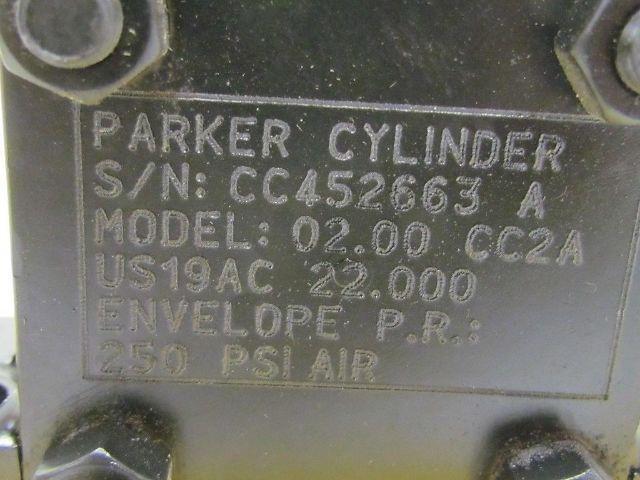 PARKER CYLINDER
S/N: CC452663 A
MODEL: 02.00 CC2A
US19AC 22.000
ENVELOPE P.R.:
250 PSI AIR